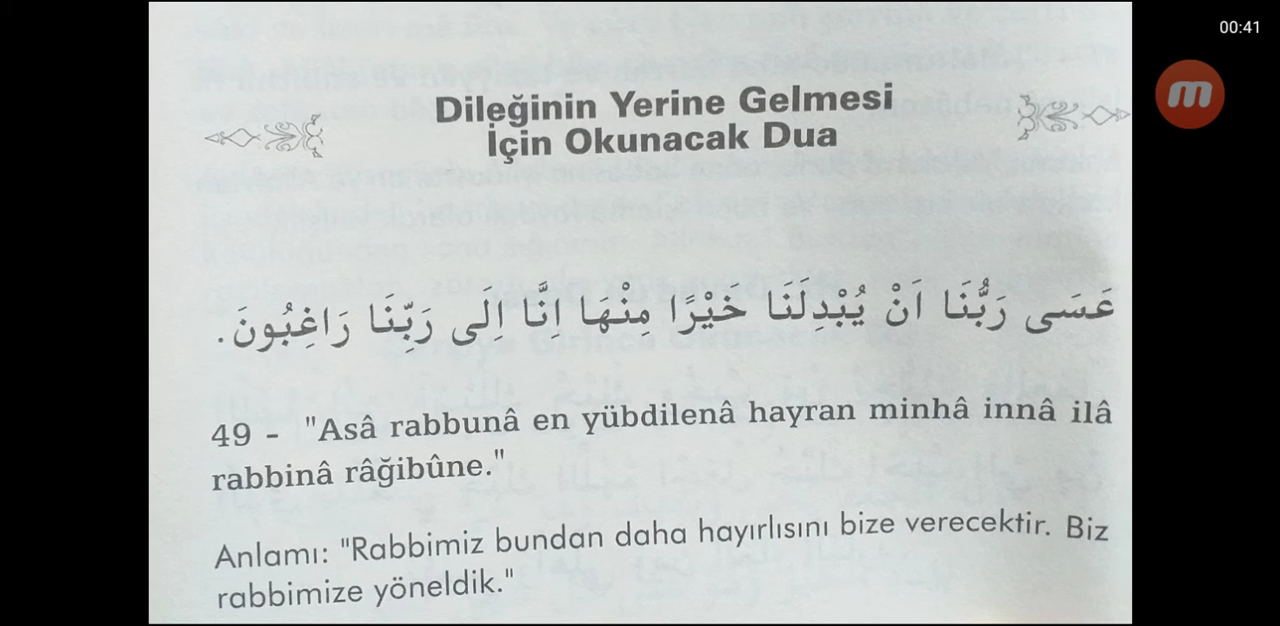 00:41
m
Dileğinin Yerine Gelmesi
İçin Okunacak Dua
عَسَى رَبُّنَا اَنْ يُبْدِلَنَا خَيْرًا مِنْهَا اِنَّا اِلَى رَبِّنَا رَاغِبُونَ.
49 - "Asâ rabbunâ en yübdilenâ hayran minhâ innâ ilâ
rabbinâ râğibûne."
Anlamı: "Rabbimiz bundan daha hayırlısını bize verecektir. Biz
rabbimize yöneldik."